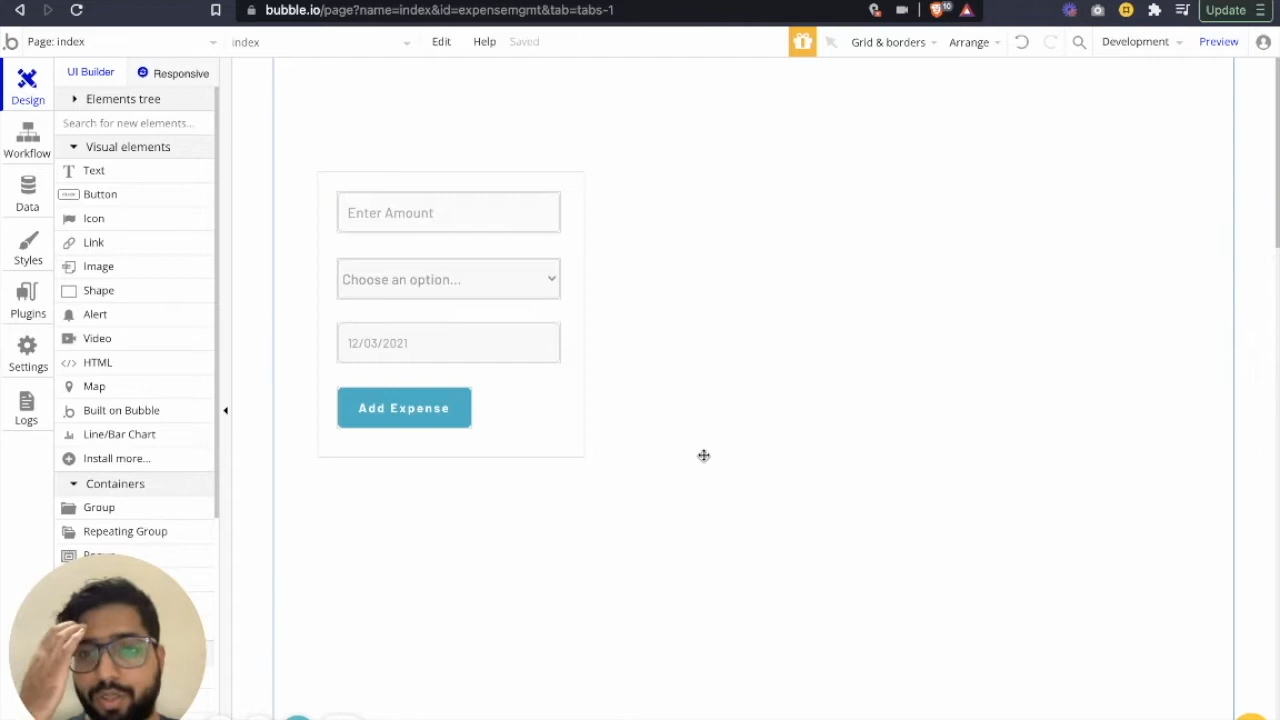 bubble.io/page?name=index&id=expensemgmt&tab=tabs-1
10
Update
Page: index
index
Edit
Help
Saved
Grid & borders
Arrange
Development
Preview
UI Builder
Responsive
Design
Elements tree
Search for new elements...
Visual elements
Workflow
Text
Button
Data
Icon
Link
Styles
Image
Shape
Plugins
Alert
Video
Settings
HTML
Map
Logs
Built on Bubble
Line/Bar Chart
Install more...
Containers
Group
Repeating Group
Enter Amount
Choose an option...
12/03/2021
Add Expense